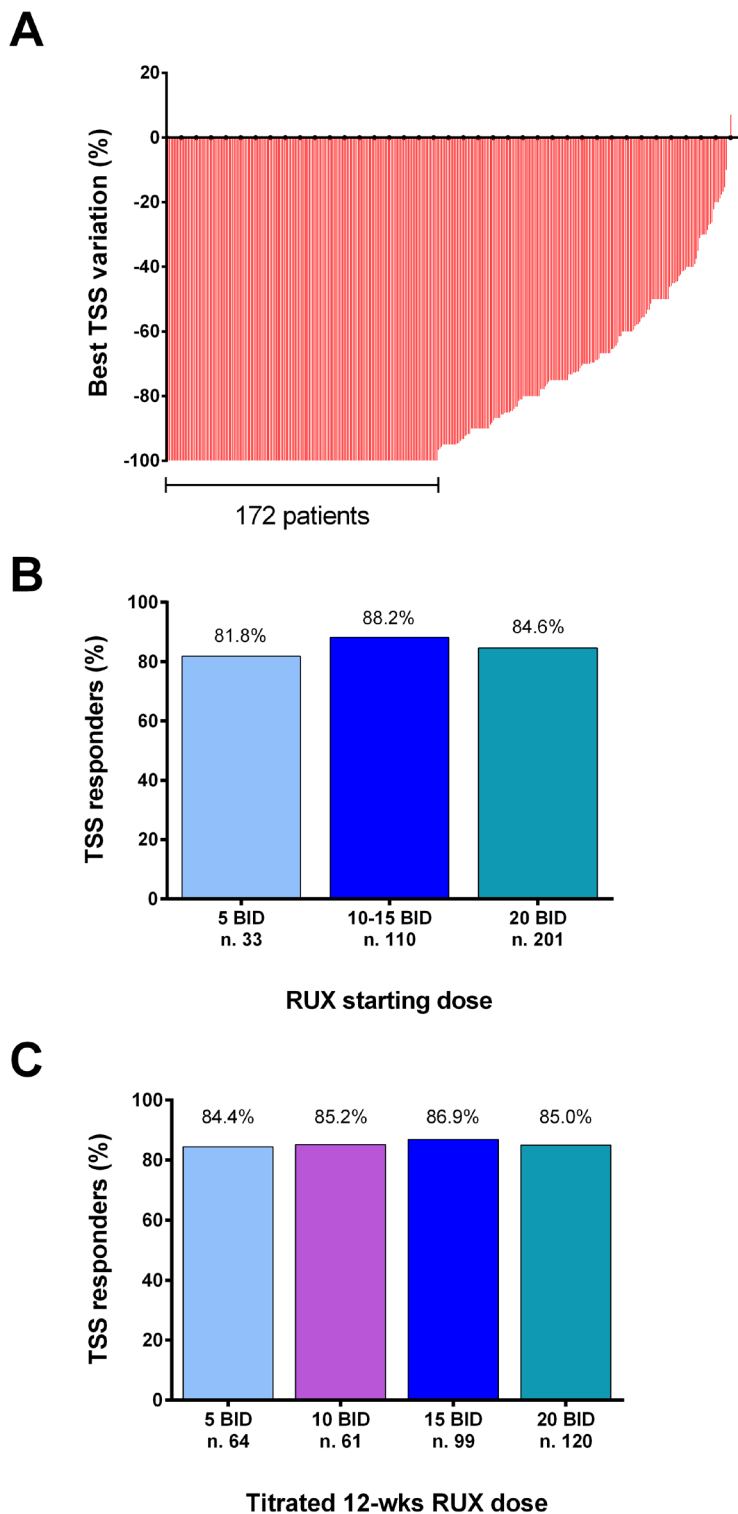 A
Best TSS variation (%)
20
0
-20
-40
-60
-80
-100
172 patients
B
TSS responders (%)
100
80
60
40
20
0
81.8%
88.2%
84.6%
5 BID
n. 33
10-15 BID
n. 110
20 BID
n. 201
RUX starting dose
C
TSS responders (%)
100
80
60
40
20
0
84.4%
85.2%
86.9%
85.0%
5 BID
n. 64
10 BID
n. 61
15 BID
n. 99
20 BID
n. 120
Titrated 12-wks RUX dose